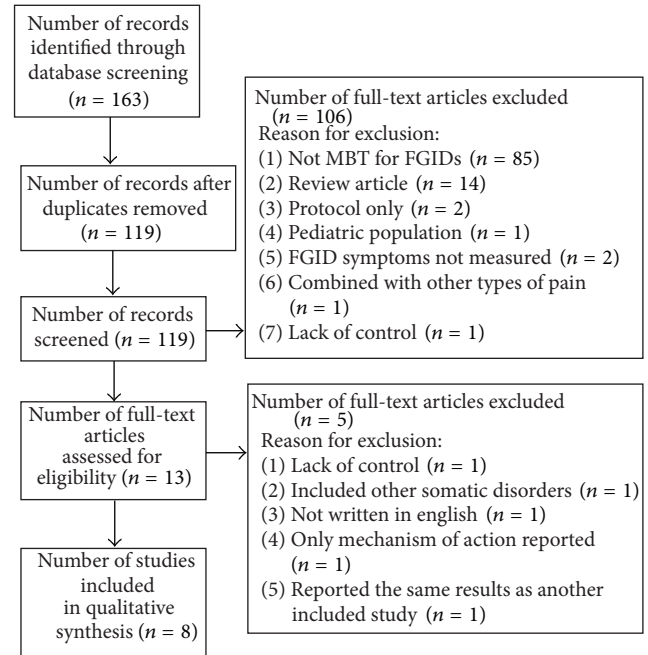 Number of records
identified through
database screening
(n = 163)
Number of records after
duplicates removed
(n = 119)
Number of records
screened (n = 119)
Number of full-text articles excluded
(n = 106)
Reason for exclusion:
(1) Not MBT for FGIDs (n = 85)
(2) Review article (n = 14)
(3) Protocol only (n = 2)
(4) Pediatric population (n = 1)
(5) FGID symptoms not measured (n = 2)
(6) Combined with other types of pain
(n = 1)
(7) Lack of control (n = 1)
Number of full-text
articles
assessed for
eligibility (n = 13)
Number of full-text articles excluded
(n = 5)
Reason for exclusion:
(1) Lack of control (n = 1)
(2) Included other somatic disorders (n = 1)
(3) Not written in english (n = 1)
(4) Only mechanism of action reported
(n = 1)
(5) Reported the same results as another
included study (n = 1)
Number of studies
included
in qualitative
synthesis (n = 8)